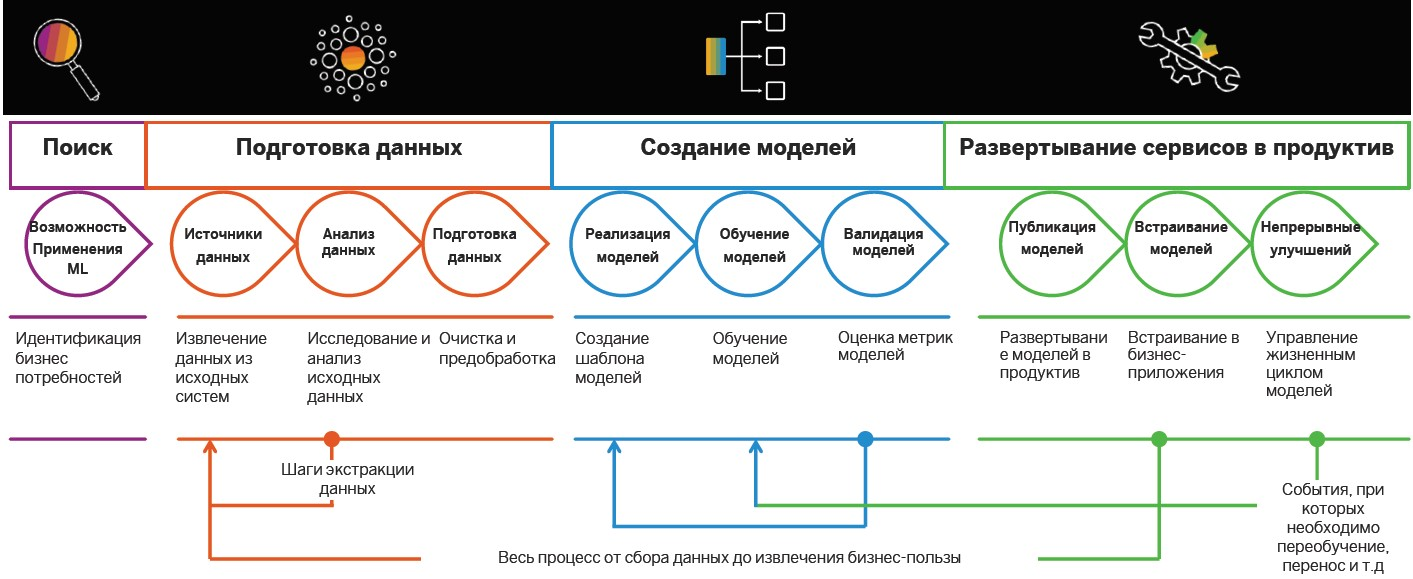 Поиск
Подготовка данных
Создание моделей
Развертывание сервисов в продуктив
Возможность
Применения
ML
Источники
данных
Анализ
данных
Подготовка
данных
Реализация
моделей
Обучение
моделей
Валидация
моделей
Публикация
моделей
Встраивание
моделей
Непрерывные
улучшений
Идентификация
бизнес
потребностей
Извлечение
данных из
исходных
систем
Исследование и
анализ
исходных
данных
Очистка и
предобработка
Создание
шаблона
моделей
Обучение
моделей
Оценка метрик
моделей
Развертывани
е моделей в
продуктив
Встраивание в
бизнес-
приложения
Управление
жизненным
циклом
моделей
Шаги экстракции
данных
События, при
которых
необходимо
переобучение,
перенос и т.д
Весь процесс от сбора данных до извлечения бизнес-пользы